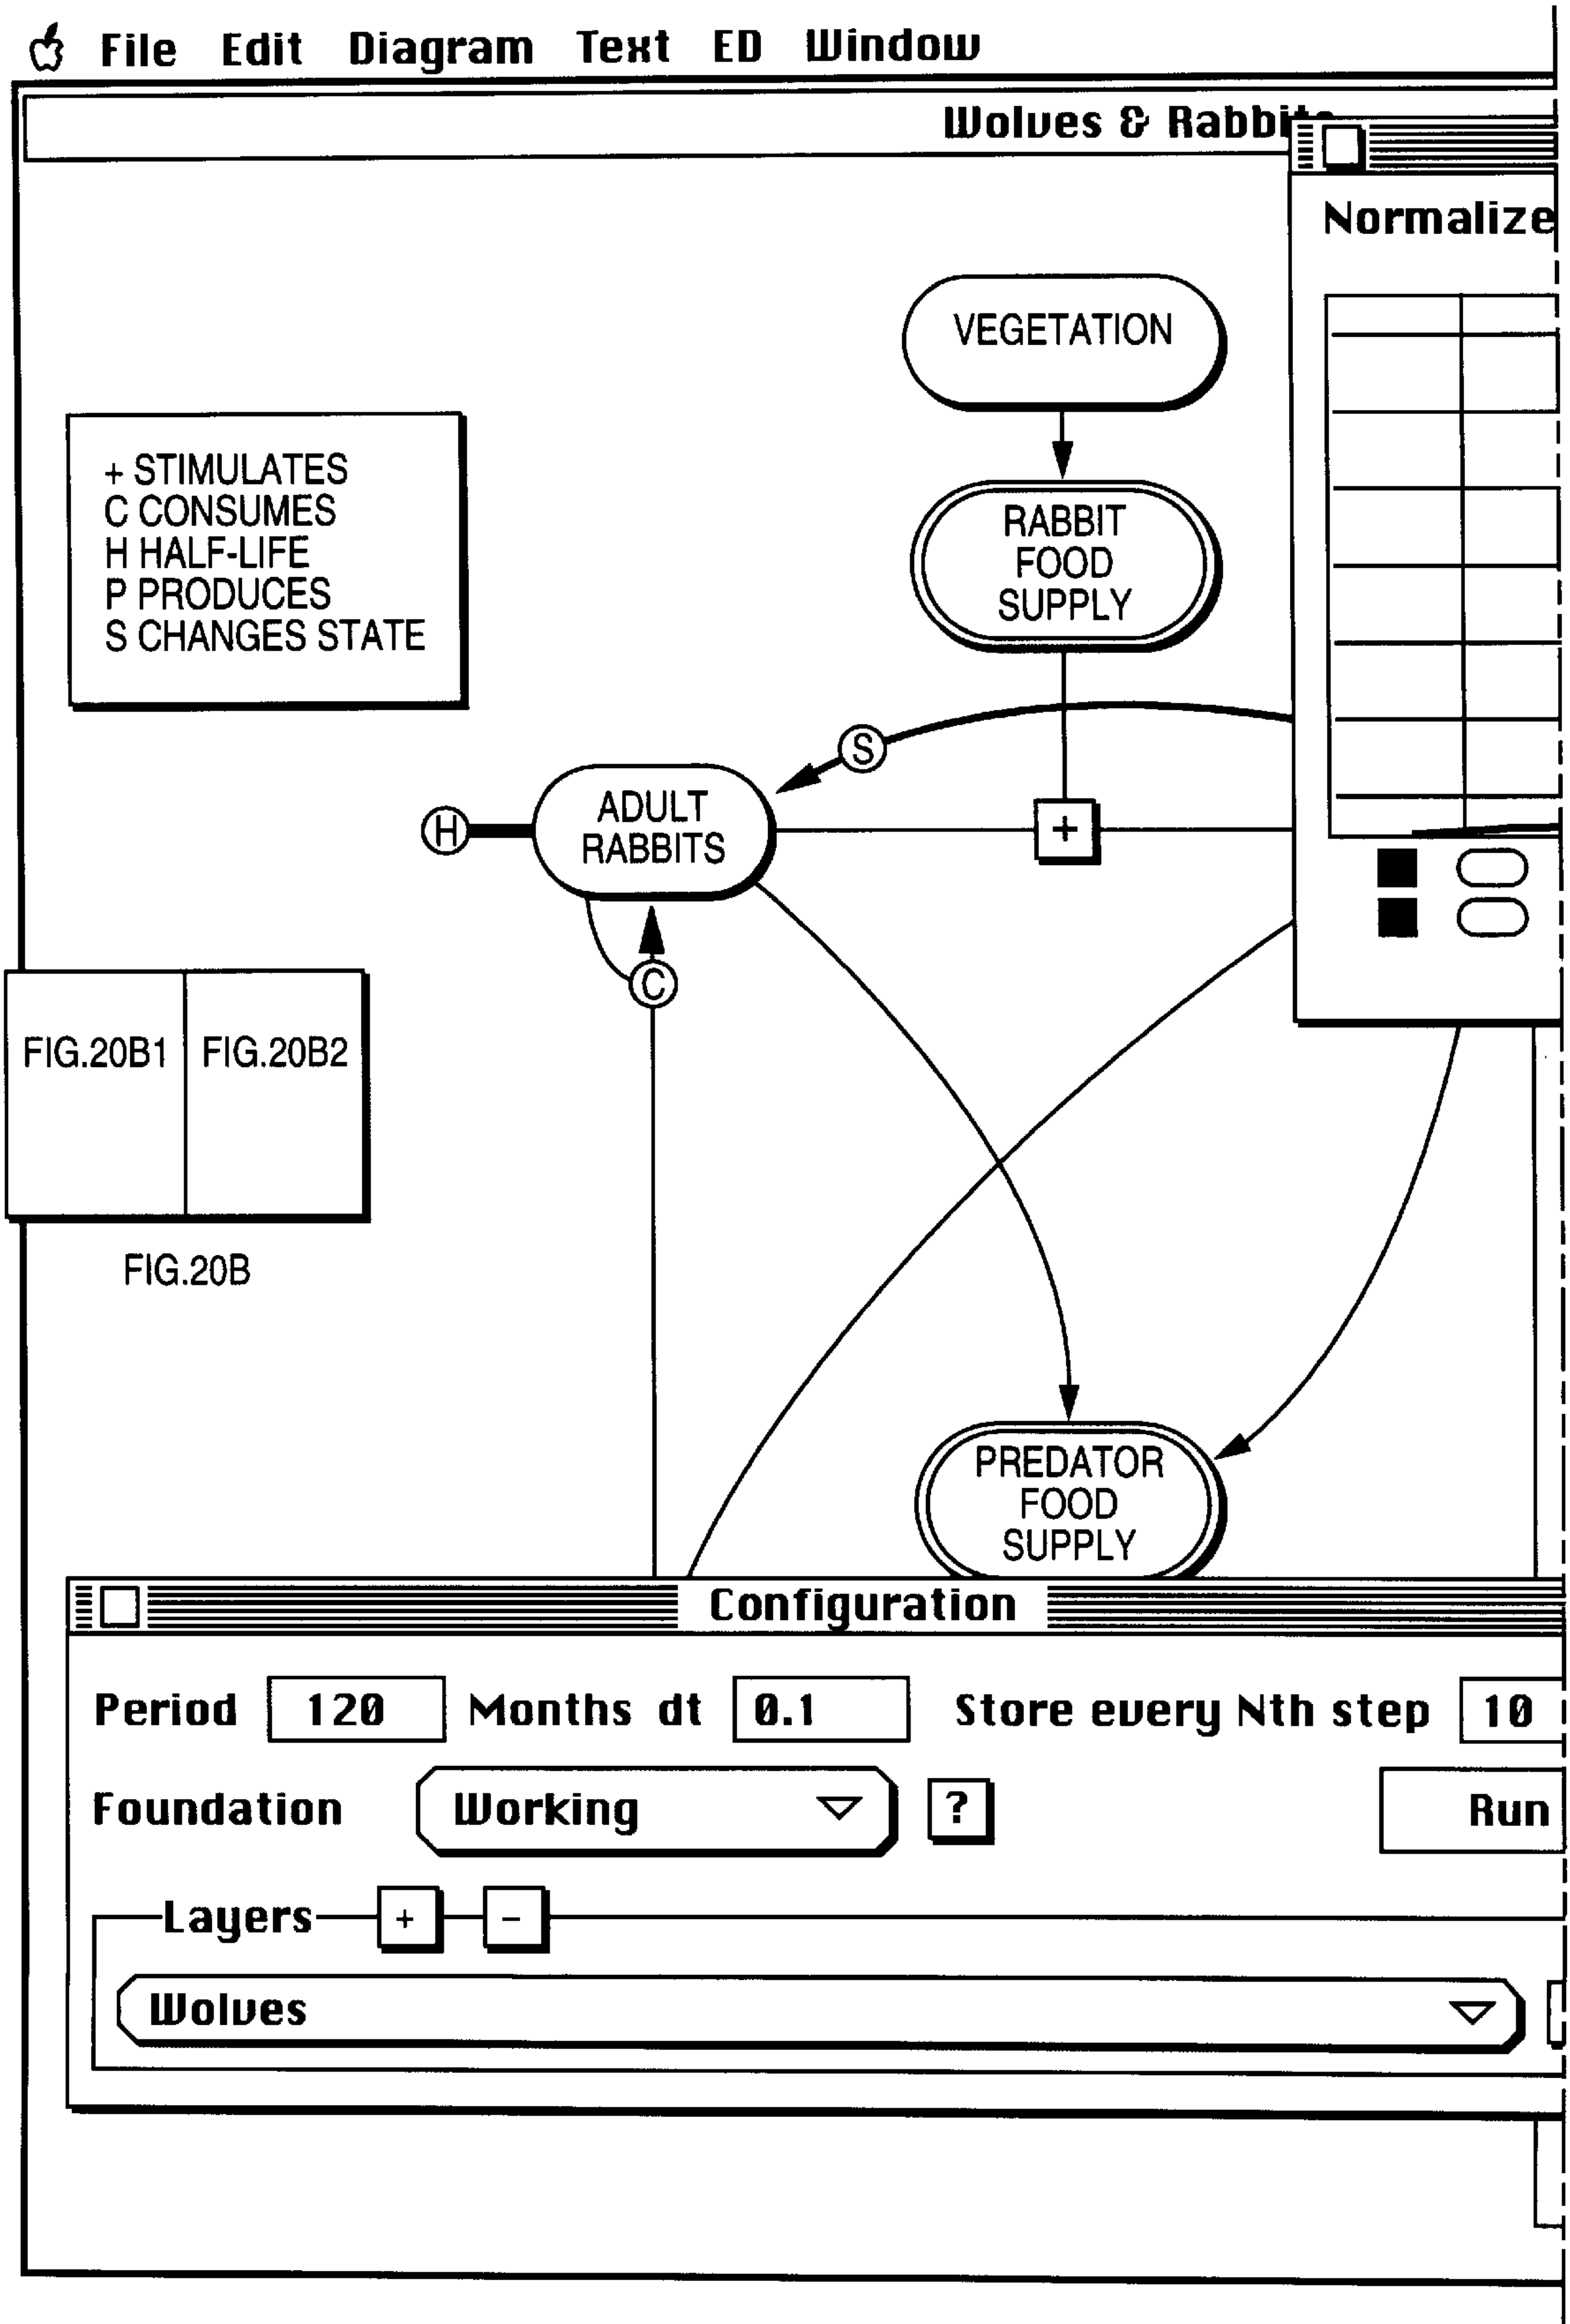 File Edit Diagram Text ED Window
Wolves & Rabbits
Normalize
VEGETATION
+ STIMULATES
C CONSUMES
H HALF-LIFE
P PRODUCES
S CHANGES STATE
RABBIT
FOOD
SUPPLY
S
H
ADULT
RABBITS
+
C
FIG.20B1 FIG.20B2
FIG.20B
PREDATOR
FOOD
SUPPLY
Configuration
Period 120 Months dt 0.1 Store every Nth step 10
Foundation Working ? Run
Layers + -
Wolves